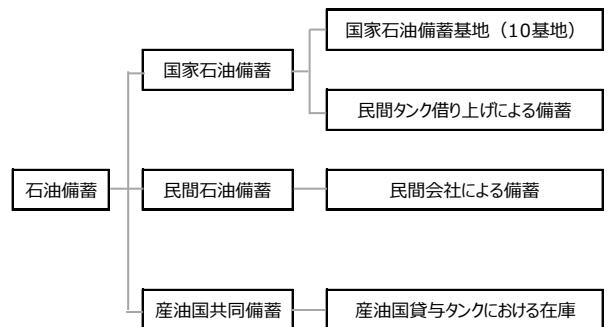 国家石油備蓄基地（10基地）
国家石油備蓄
民間タンク借り上げによる備蓄
石油備蓄
民間石油備蓄
民間会社による備蓄
産油国共同備蓄
産油国貸与タンクにおける在庫